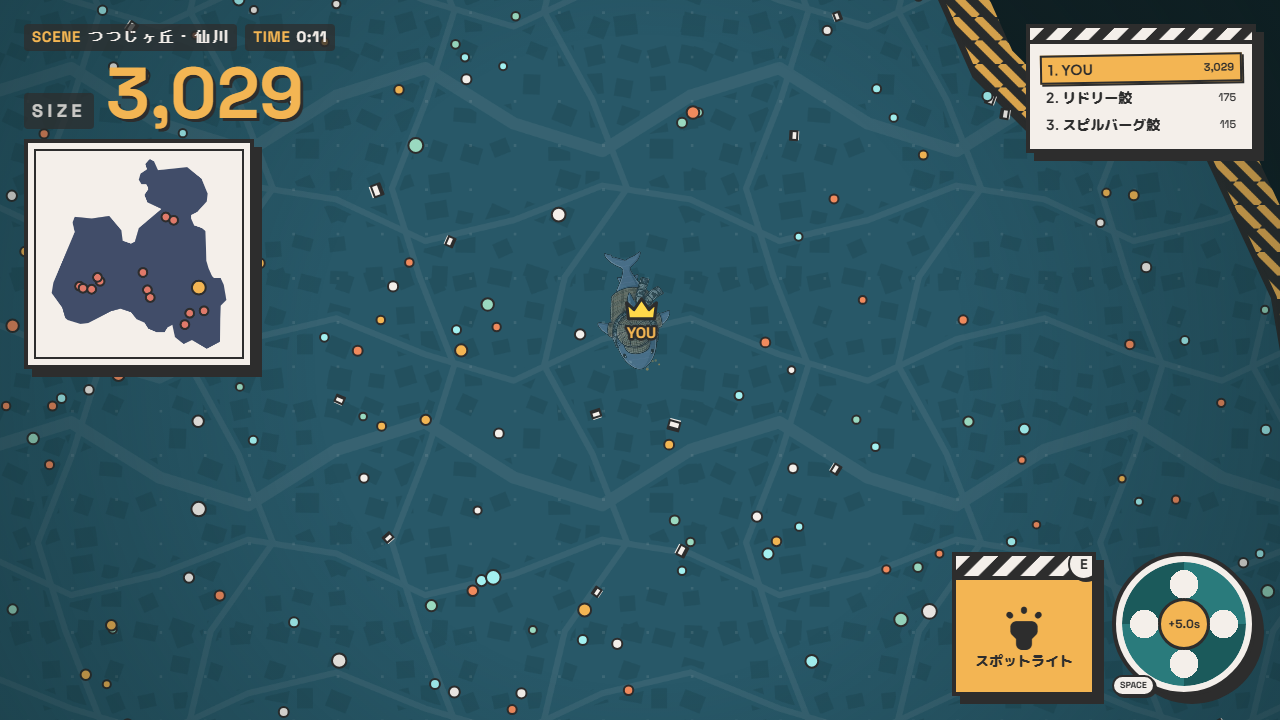 SCENE つつじヶ丘 - 仙川
TIME 0:11
SIZE 3,029
1. YOU 3,029
2. リドリー鮫 175
3. スピルバーグ鮫 115
YOU
E
スポットライト
+5.0s
SPACE